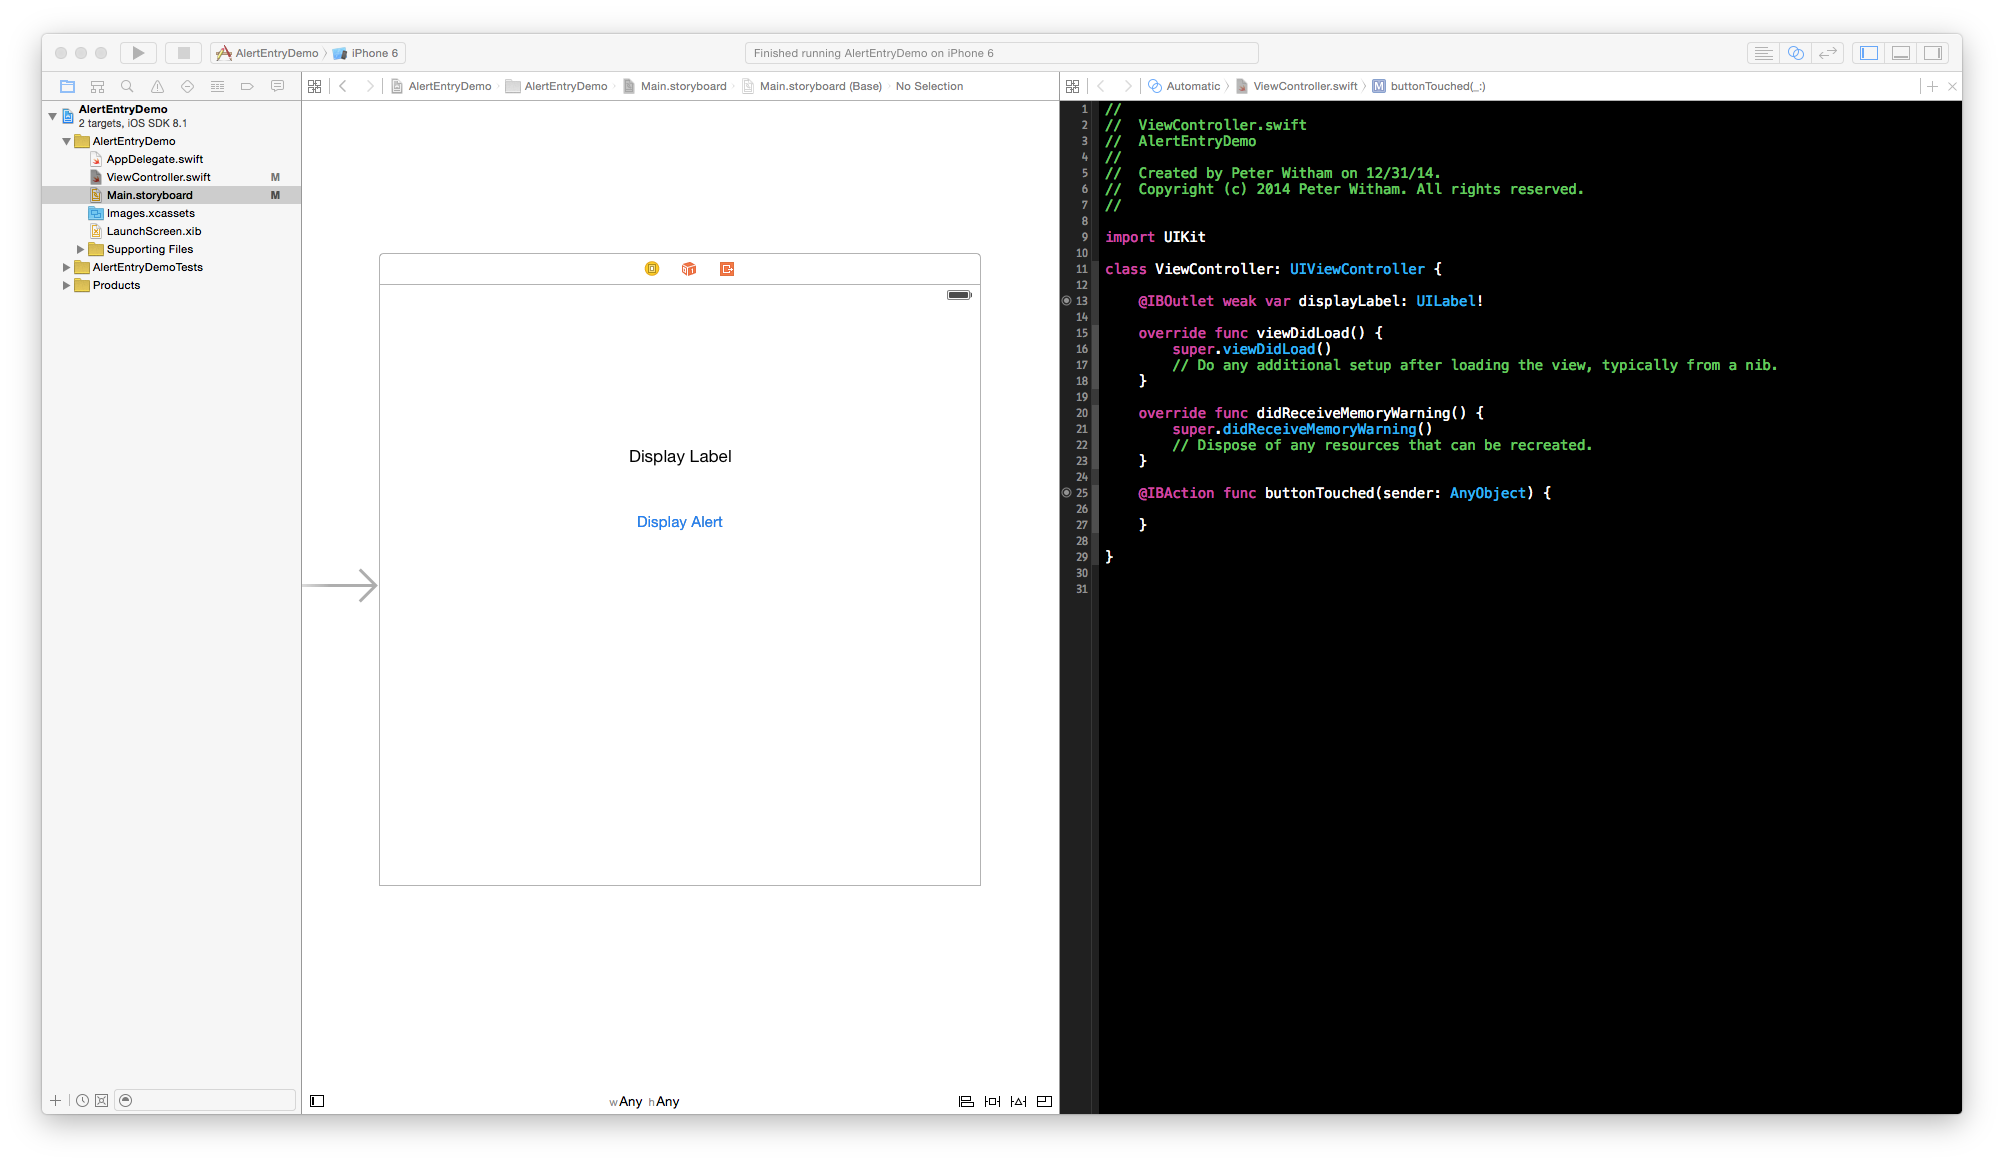 AlertEntryDemo iPhone 6
Finished running AlertEntryDemo on iPhone 6
AlertEntryDemo
2 targets, iOS SDK 8.1
AlertEntryDemo
AppDelegate.swift
ViewController.swift M
Main.storyboard M
Images.xcassets
LaunchScreen.xib
Supporting Files
AlertEntryDemoTests
Products
AlertEntryDemo AlertEntryDemo Main.storyboard Main.storyboard (Base) No Selection
Display Label
Display Alert
wAny hAny
Automatic ViewController.swift M buttonTouched(_:)
1 //
2 //  ViewController.swift
3 //  AlertEntryDemo
4 //
5 //  Created by Peter Witham on 12/31/14.
6 //  Copyright (c) 2014 Peter Witham. All rights reserved.
7 //
8
9 import UIKit
10
11 class ViewController: UIViewController {
12
13     @IBOutlet weak var displayLabel: UILabel!
14
15     override func viewDidLoad() {
16         super.viewDidLoad()
17         // Do any additional setup after loading the view, typically from a nib.
18     }
19
20     override func didReceiveMemoryWarning() {
21         super.didReceiveMemoryWarning()
22         // Dispose of any resources that can be recreated.
23     }
24
25     @IBAction func buttonTouched(sender: AnyObject) {
26
27     }
28
29 }
30
31